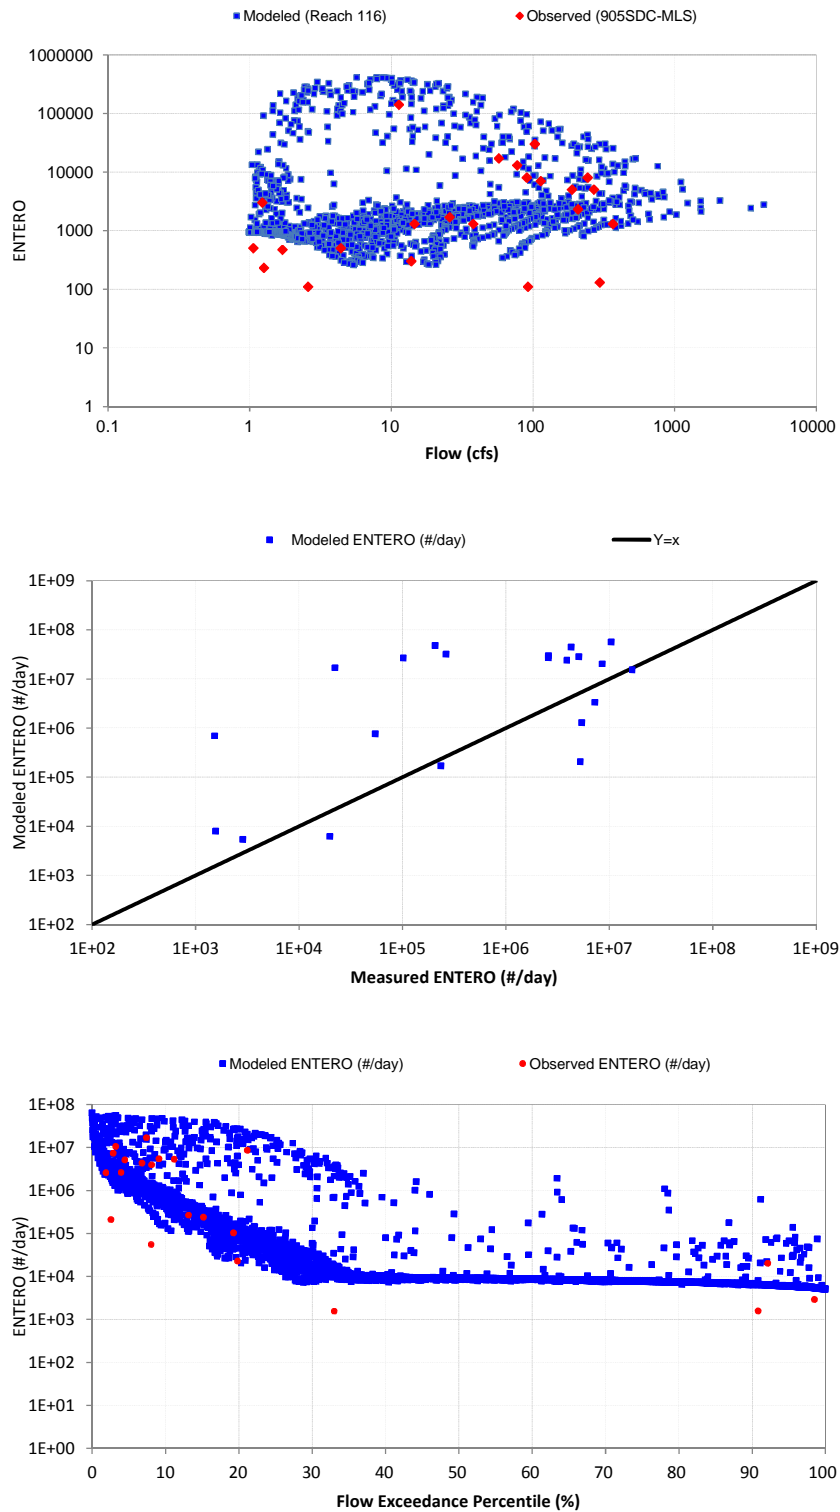 Modeled (Reach 116) Observed (905SDC-MLS)
1000000
100000
10000
1000
100
10
1
ENTERO
0.1 1 10 100 1000 10000
Flow (cfs)
Modeled ENTERO (#/day) Y=x
1E+09
1E+08
1E+07
1E+06
1E+05
1E+04
1E+03
1E+02
Modeled ENTERO (#/day)
1E+02 1E+03 1E+04 1E+05 1E+06 1E+07 1E+08 1E+09
Measured ENTERO (#/day)
Modeled ENTERO (#/day) Observed ENTERO (#/day)
1E+08
1E+07
1E+06
1E+05
1E+04
1E+03
1E+02
1E+01
1E+00
ENTERO (#/day)
0 10 20 30 40 50 60 70 80 90 100
Flow Exceedance Percentile (%)